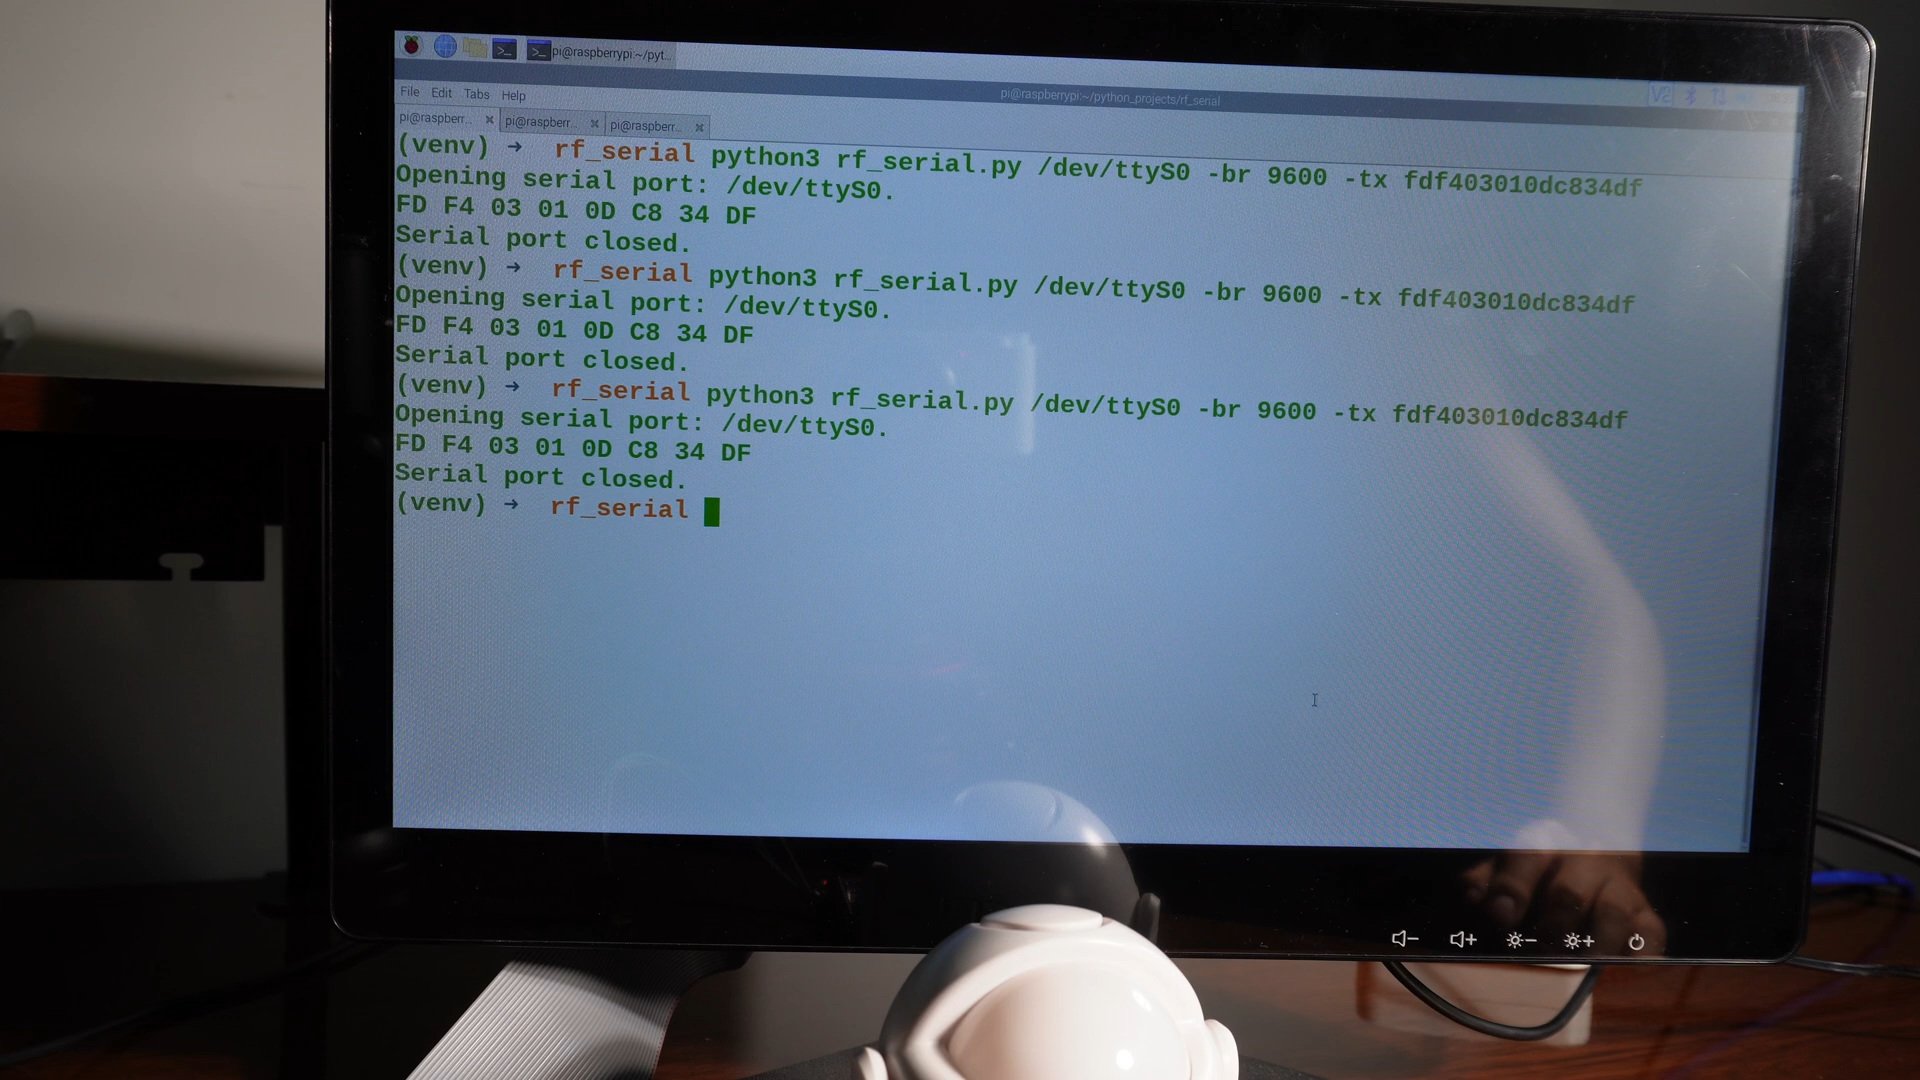 pi@raspberrypi:~/pyt...
pi@raspberrypi:~/python_projects/rf_serial
File Edit Tabs Help
pi@raspberr... pi@raspberr... pi@raspberr...
(venv) → rf_serial python3 rf_serial.py /dev/ttyS0 -br 9600 -tx fdf403010dc834df
Opening serial port: /dev/ttyS0.
FD F4 03 01 0D C8 34 DF
Serial port closed.
(venv) → rf_serial python3 rf_serial.py /dev/ttyS0 -br 9600 -tx fdf403010dc834df
Opening serial port: /dev/ttyS0.
FD F4 03 01 0D C8 34 DF
Serial port closed.
(venv) → rf_serial python3 rf_serial.py /dev/ttyS0 -br 9600 -tx fdf403010dc834df
Opening serial port: /dev/ttyS0.
FD F4 03 01 0D C8 34 DF
Serial port closed.
(venv) → rf_serial